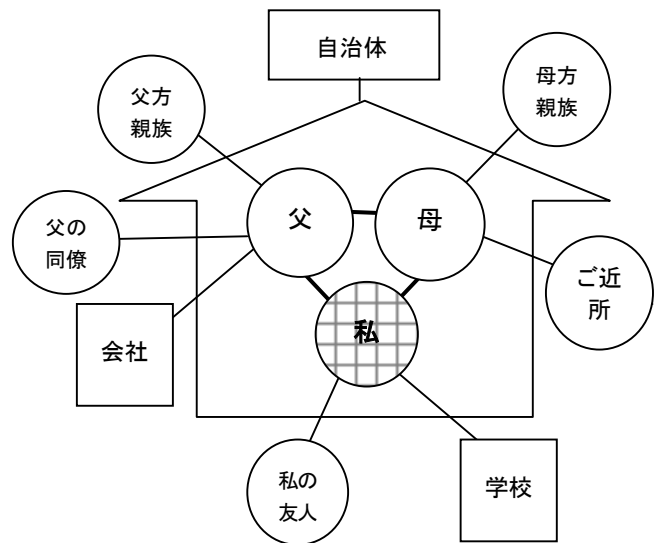 自治体
父方
親族
母方
親族
父
母
父の
同僚
ご近
所
私
会社
私の
友人
学校